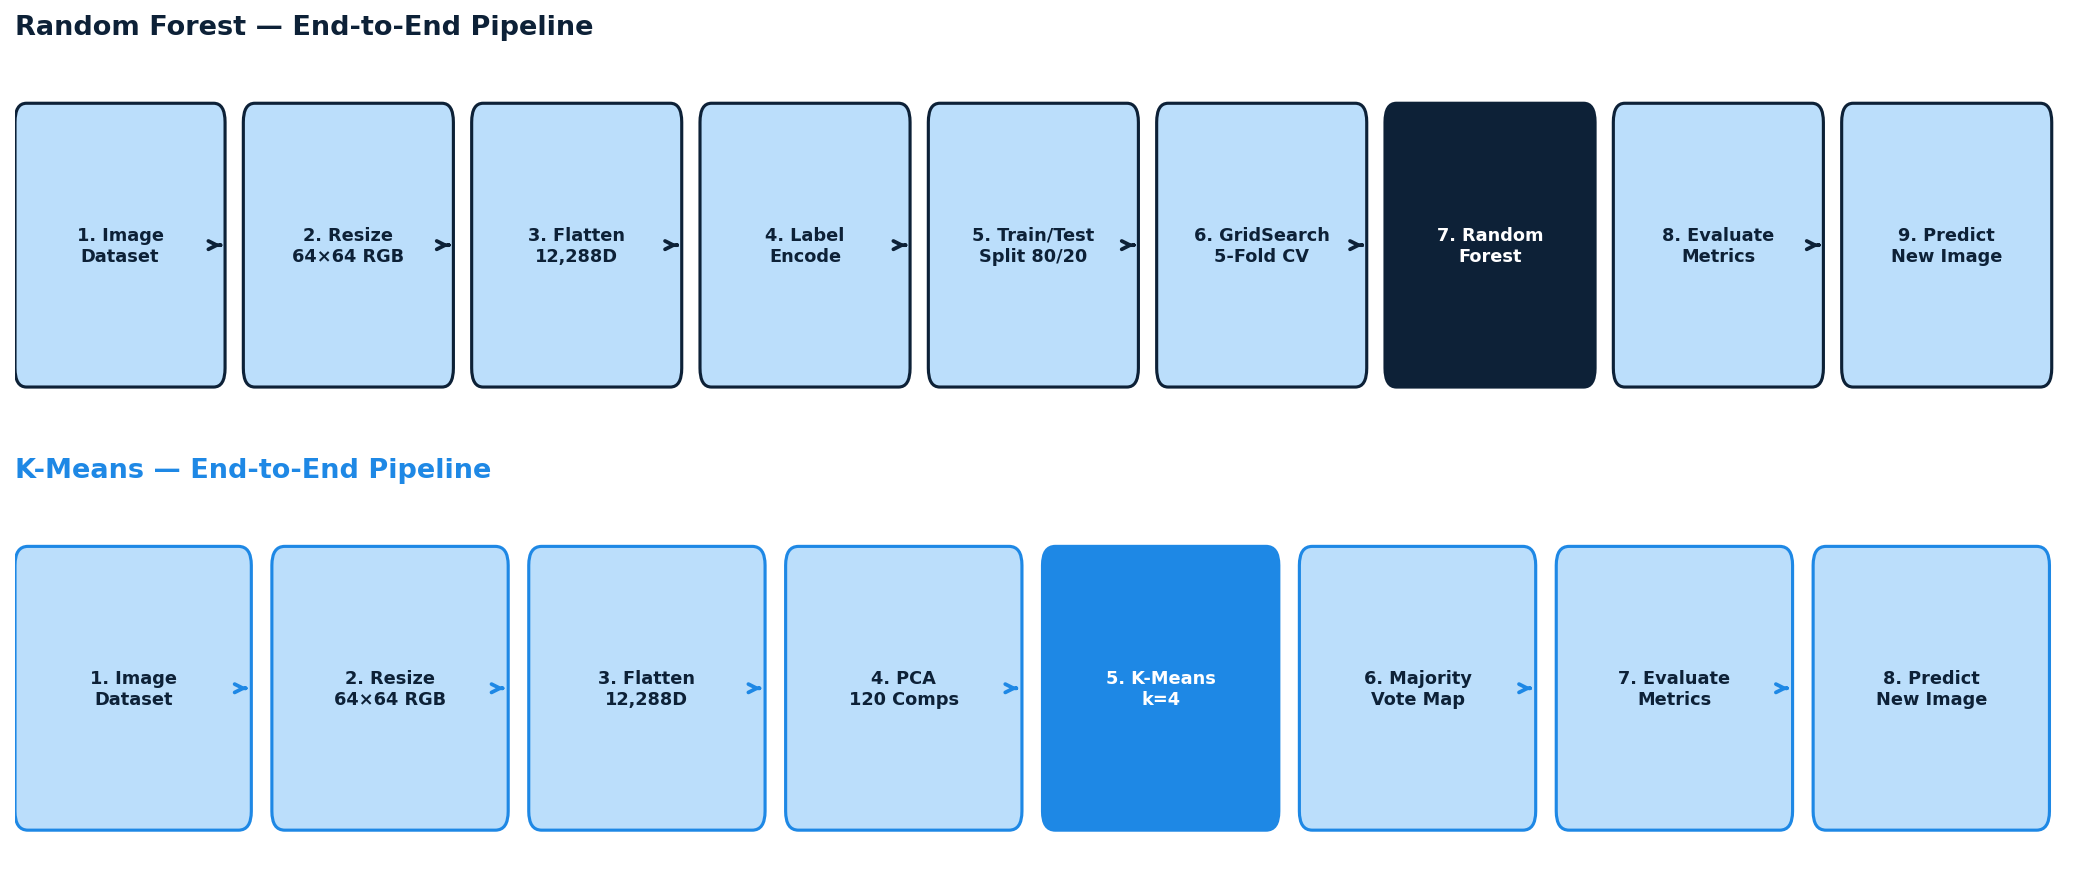 Random Forest — End-to-End Pipeline
1. Image
Dataset
2. Resize
64×64 RGB
3. Flatten
12,288D
4. Label
Encode
5. Train/Test
Split 80/20
6. GridSearch
5-Fold CV
7. Random
Forest
8. Evaluate
Metrics
9. Predict
New Image
K-Means — End-to-End Pipeline
1. Image
Dataset
2. Resize
64×64 RGB
3. Flatten
12,288D
4. PCA
120 Comps
5. K-Means
k=4
6. Majority
Vote Map
7. Evaluate
Metrics
8. Predict
New Image